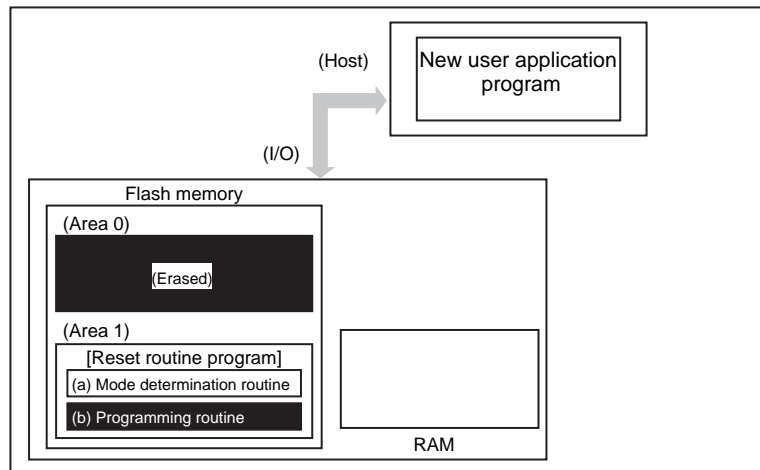 (Host)
New user application
program
(I/O)
Flash memory
(Area 0)
(Erased)
(Area 1)
[Reset routine program]
(a) Mode determination routine
(b) Programming routine
RAM